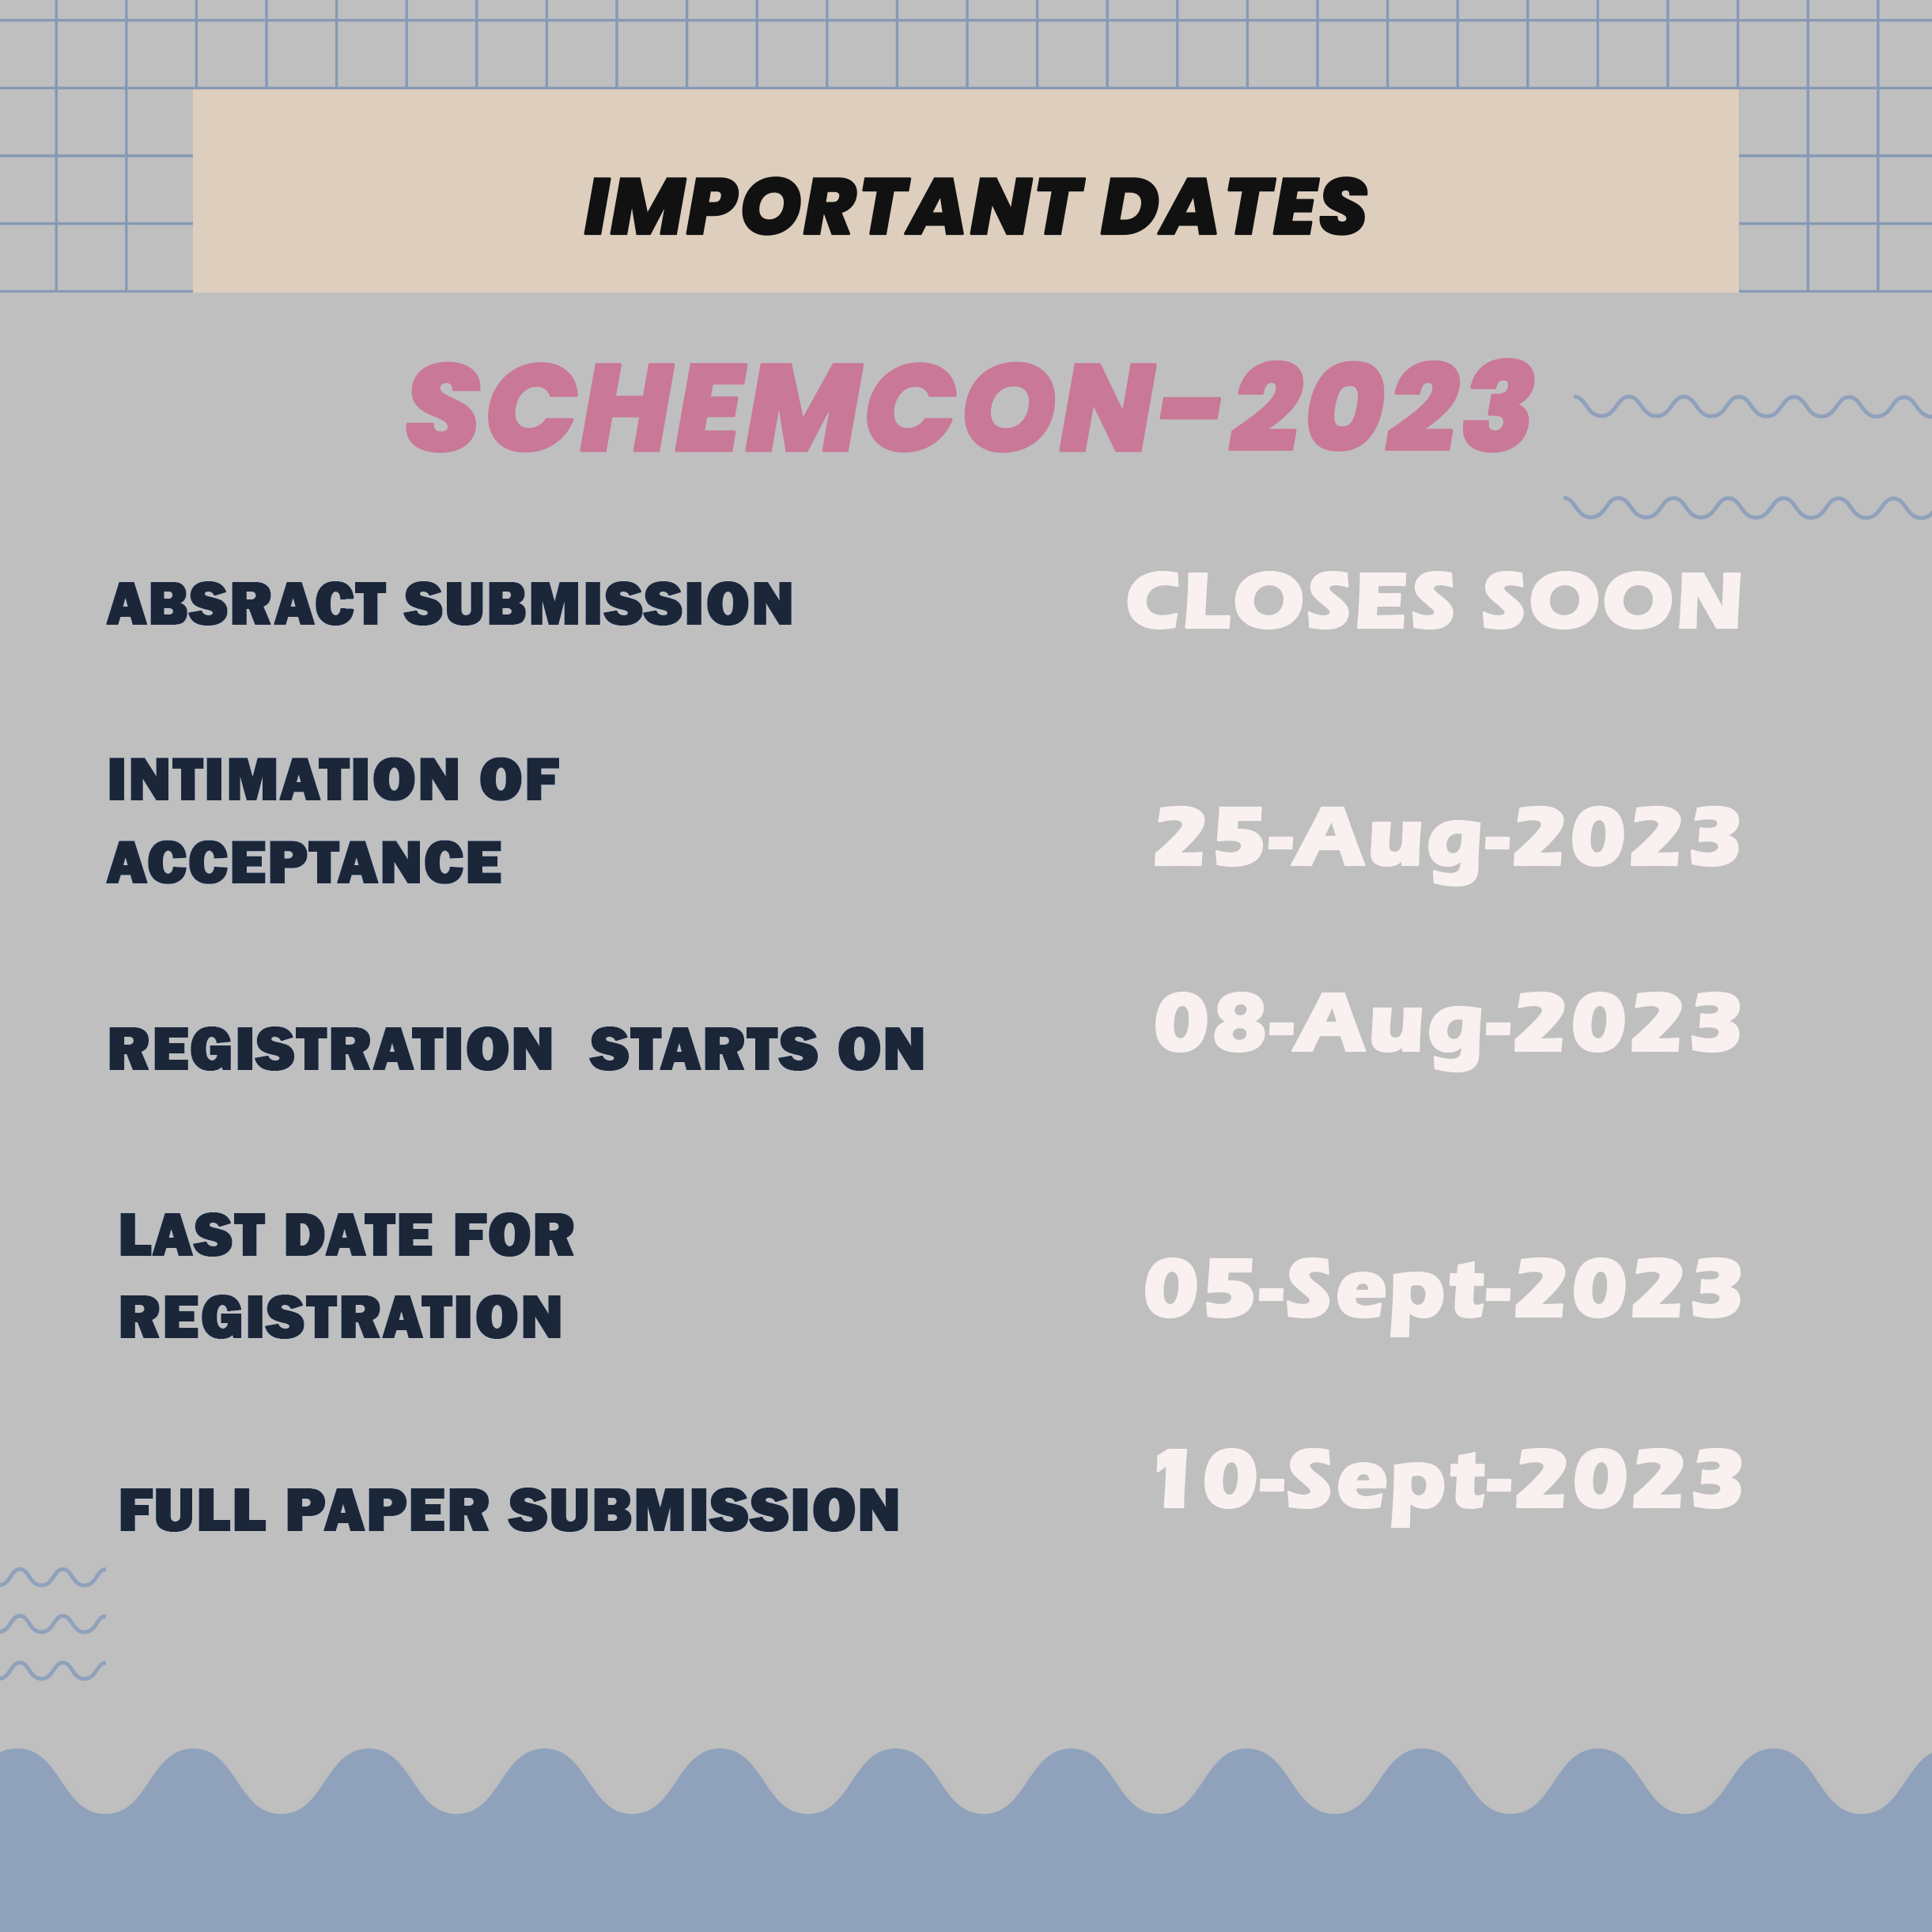 IMPORTANT DATES
SCHEMCON-2023
ABSRACT SUBMISSION CLOSES SOON
INTIMATION OF
ACCEPTANCE 25-Aug-2023
REGISTRATION STARTS ON 08-Aug-2023
LAST DATE FOR
REGISTRATION 05-Sept-2023
FULL PAPER SUBMISSION 10-Sept-2023